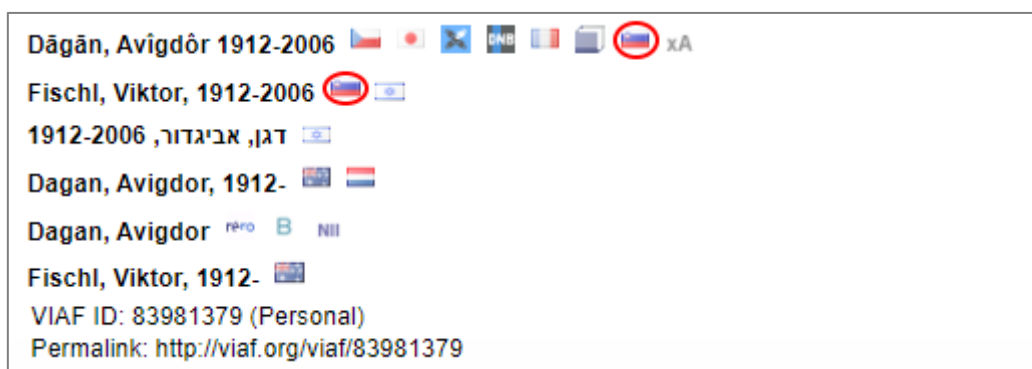 Dāgān, Avîgdôr 1912-2006 DNB xA
Fischl, Viktor, 1912-2006
דגן, אביגדור, 1912-2006
Dagan, Avigdor, 1912-
Dagan, Avigdor rero B NII
Fischl, Viktor, 1912-
VIAF ID: 83981379 (Personal)
Permalink: http://viaf.org/viaf/83981379